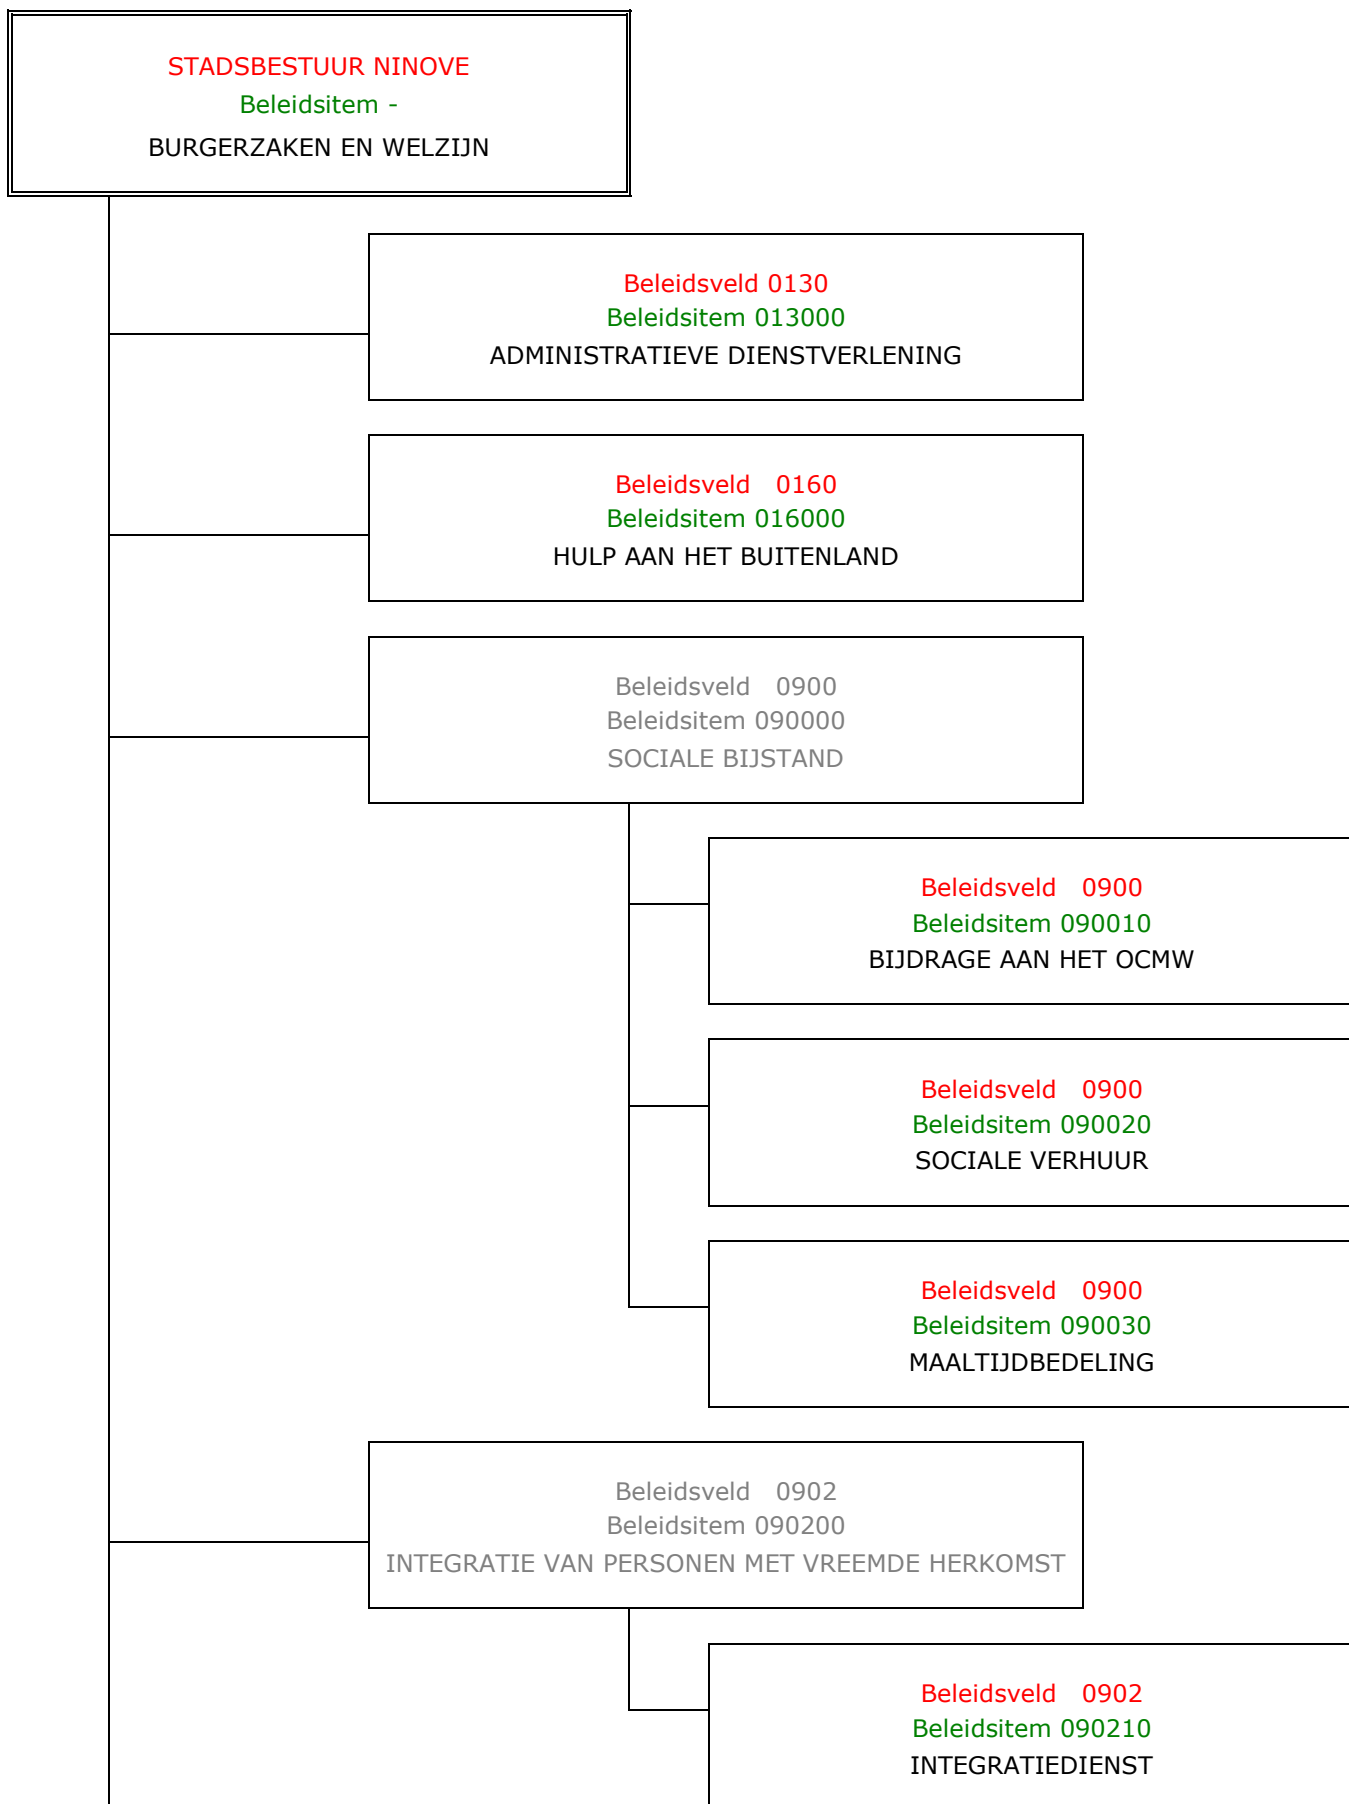 STADSBESTUUR NINOVE
Beleidsitem -
BURGERZAKEN EN WELZIJN
Beleidsveld 0130
Beleidsitem 013000
ADMINISTRATIEVE DIENSTVERLENING
Beleidsveld 0160
Beleidsitem 016000
HULP AAN HET BUITENLAND
Beleidsveld 0900
Beleidsitem 090000
SOCIALE BIJSTAND
Beleidsveld 0900
Beleidsitem 090010
BIJDRAGE AAN HET OCMW
Beleidsveld 0900
Beleidsitem 090020
SOCIALE VERHUUR
Beleidsveld 0900
Beleidsitem 090030
MAALTIJDBEDELING
Beleidsveld 0902
Beleidsitem 090200
INTEGRATIE VAN PERSONEN MET VREEMDE HERKOMST
Beleidsveld 0902
Beleidsitem 090210
INTEGRATIEDIENST